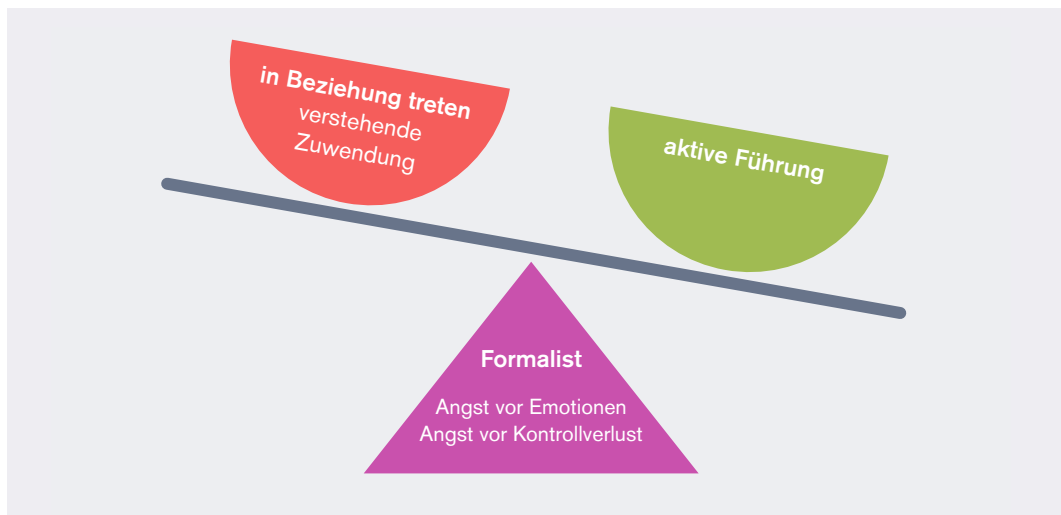 in Beziehung treten
verstehende
Zuwendung
aktive Führung
Formalist
Angst vor Emotionen
Angst vor Kontrollverlust